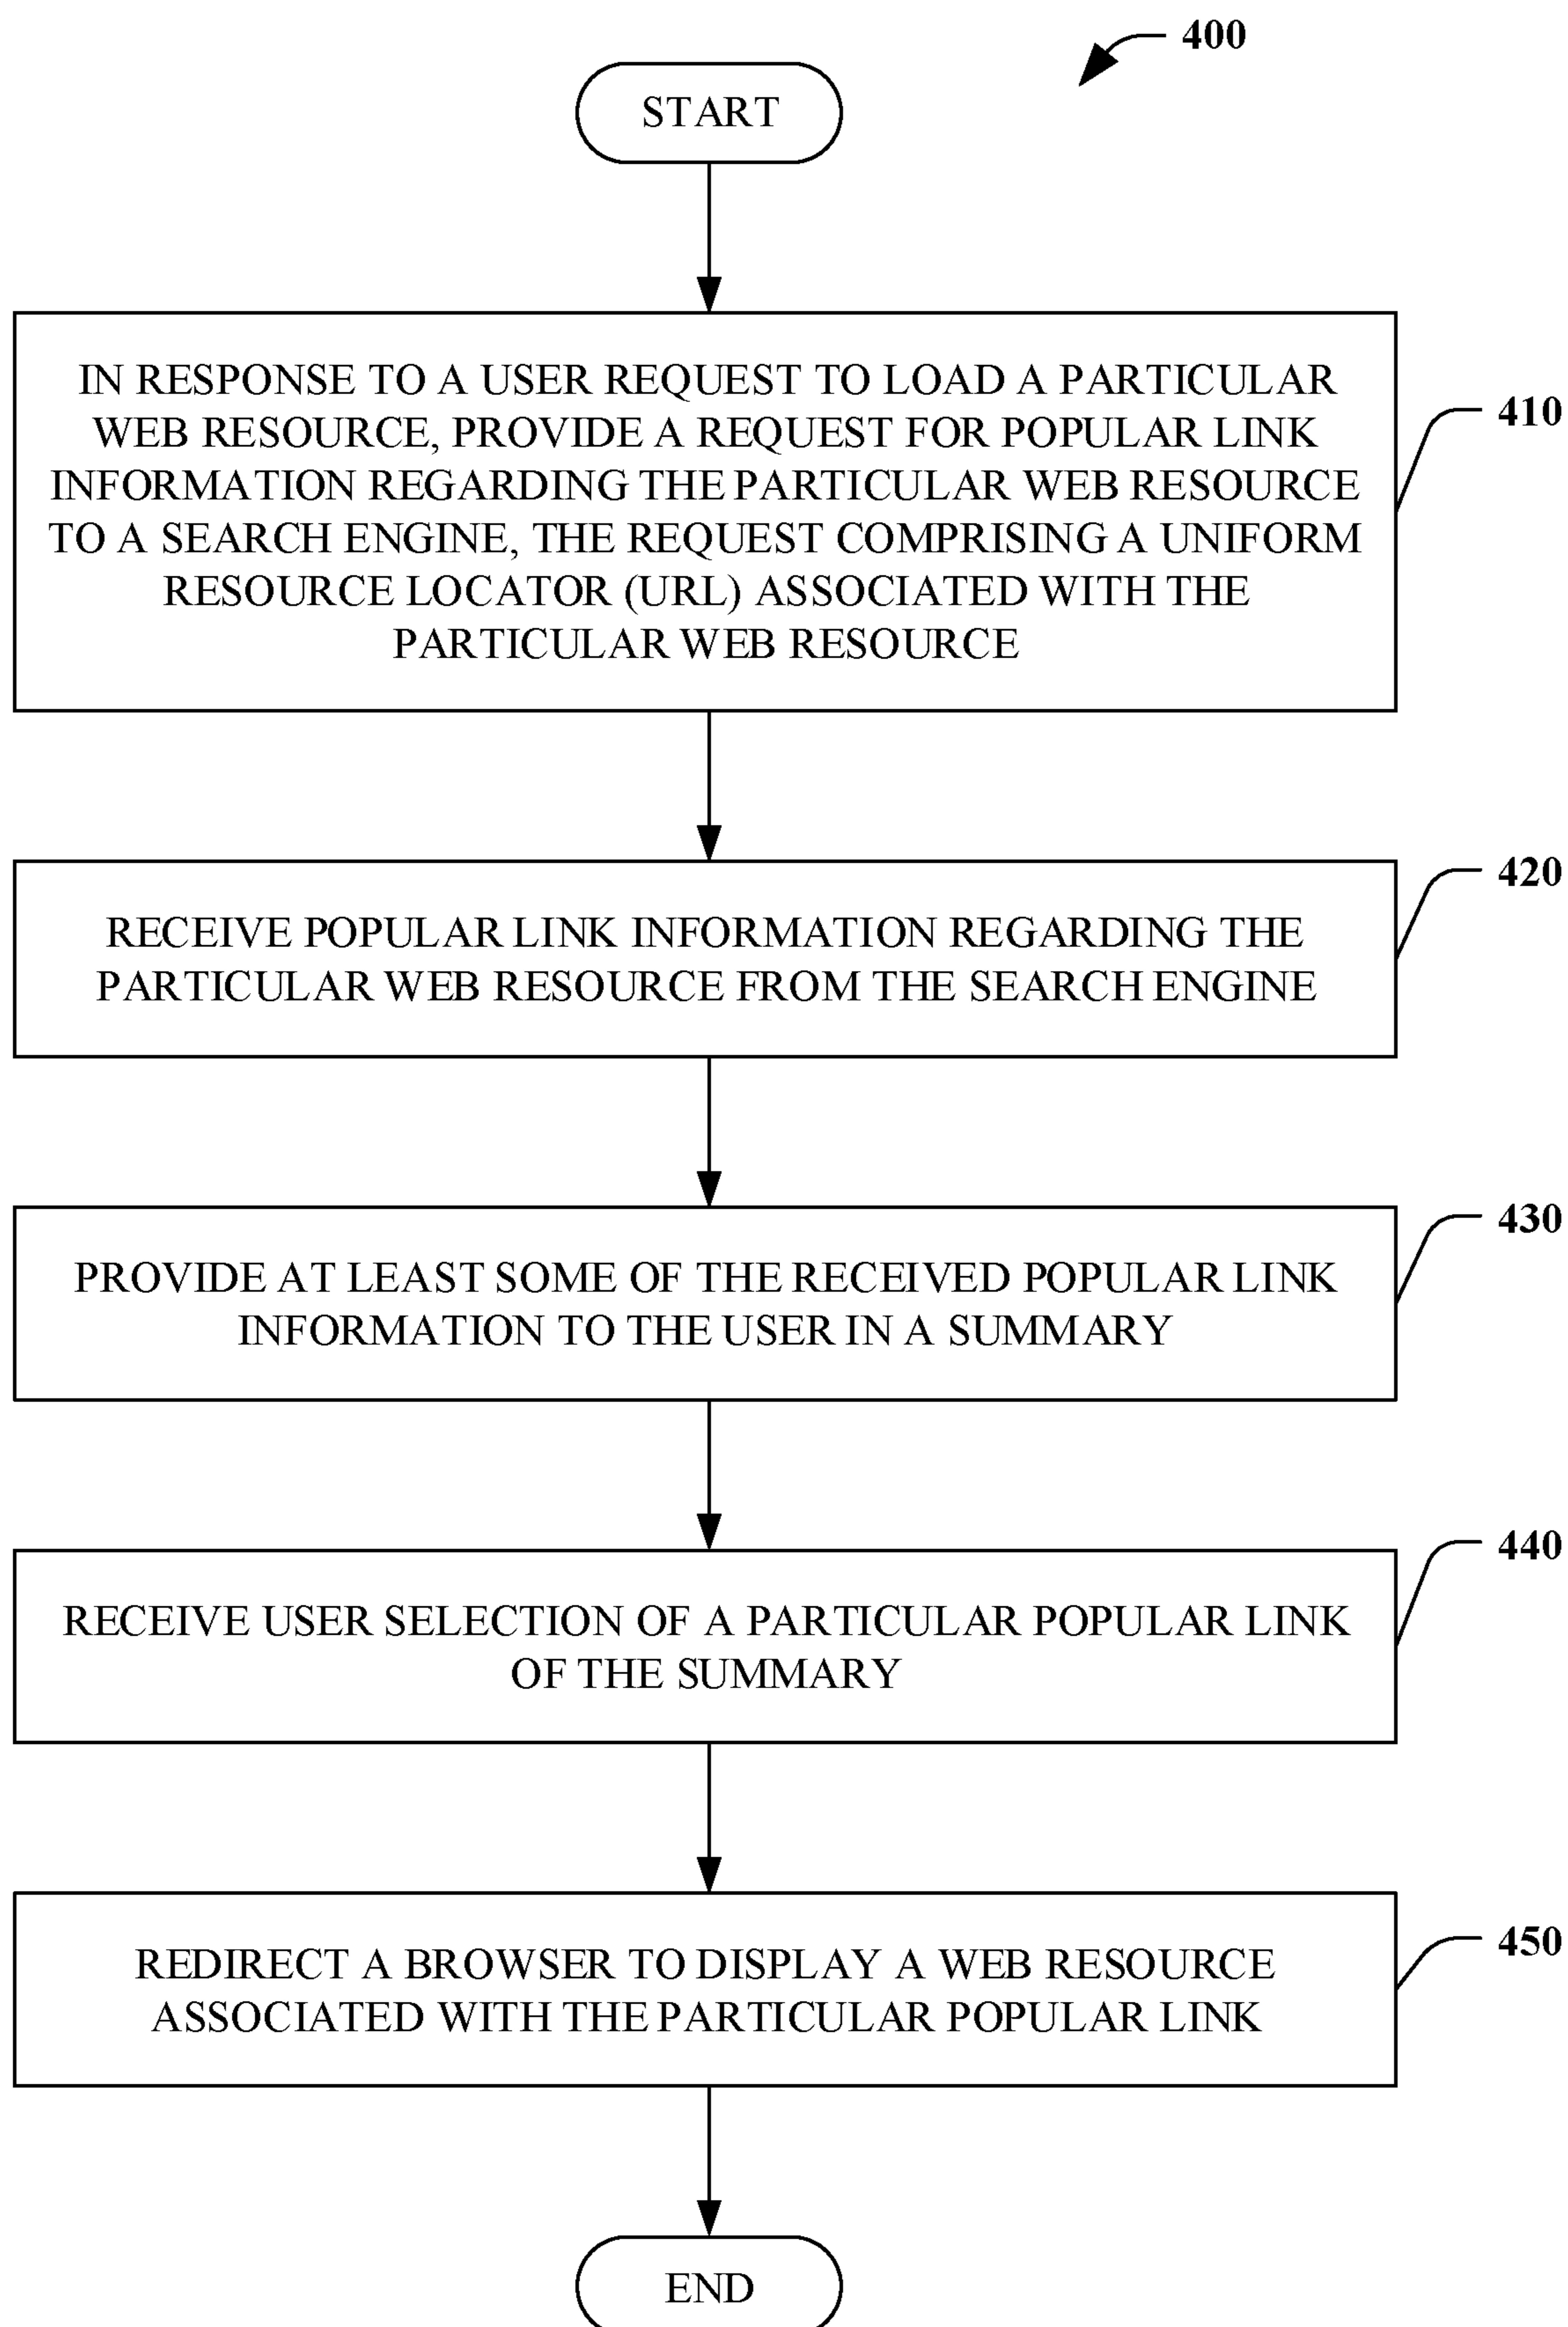 400
START
IN RESPONSE TO A USER REQUEST TO LOAD A PARTICULAR
WEB RESOURCE, PROVIDE A REQUEST FOR POPULAR LINK
INFORMATION REGARDING THE PARTICULAR WEB RESOURCE
TO A SEARCH ENGINE, THE REQUEST COMPRISING A UNIFORM
RESOURCE LOCATOR (URL) ASSOCIATED WITH THE
PARTICULAR WEB RESOURCE
410
RECEIVE POPULAR LINK INFORMATION REGARDING THE
PARTICULAR WEB RESOURCE FROM THE SEARCH ENGINE
420
PROVIDE AT LEAST SOME OF THE RECEIVED POPULAR LINK
INFORMATION TO THE USER IN A SUMMARY
430
RECEIVE USER SELECTION OF A PARTICULAR POPULAR LINK
OF THE SUMMARY
440
REDIRECT A BROWSER TO DISPLAY A WEB RESOURCE
ASSOCIATED WITH THE PARTICULAR POPULAR LINK
450
END